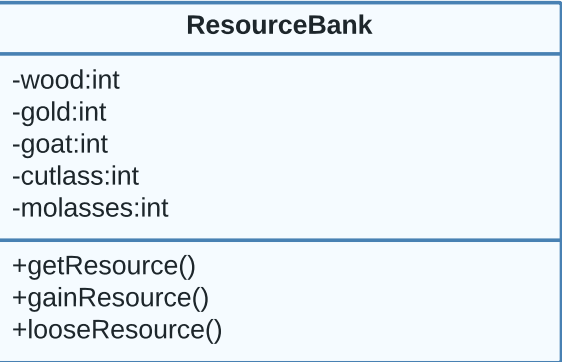 ResourceBank
-wood:int
-gold:int
-goat:int
-cutlass:int
-molasses:int
+getResource()
+gainResource()
+looseResource()